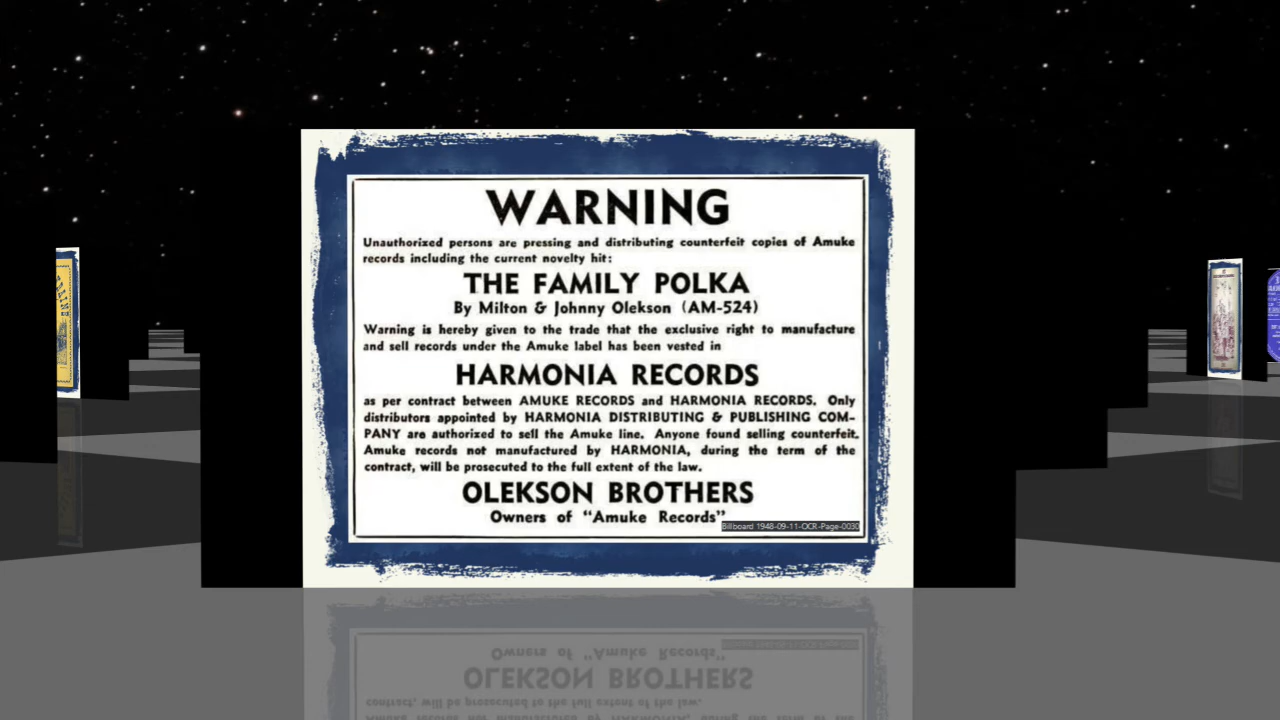 WARNING
Unauthorized persons are pressing and distributing counterfeit copies of Amuke
records including the current novelty hit:
THE FAMILY POLKA
By Milton & Johnny Olekson (AM-524)
Warning is hereby given to the trade that the exclusive right to manufacture
and sell records under the Amuke label has been vested in
HARMONIA RECORDS
as per contract between AMUKE RECORDS and HARMONIA RECORDS. Only
distributors appointed by HARMONIA DISTRIBUTING & PUBLISHING COM-
PANY are authorized to sell the Amuke line. Anyone found selling counterfeit.
Amuke records not manufactured by HARMONIA, during the term of the
contract, will be prosecuted to the full extent of the law.
OLEKSON BROTHERS
Owners of "Amuke Records"
Billboard 1948-09-11-OCR-Page-0030